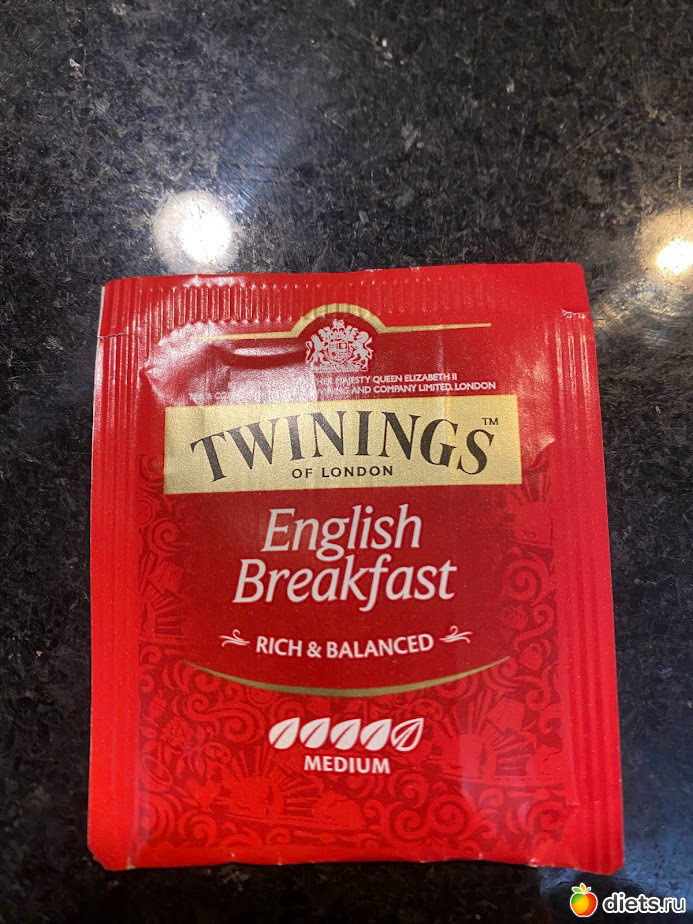 HER MAJESTY QUEEN ELIZABETH II
TWINING AND COMPANY LIMITED, LONDON
TWININGS™
OF LONDON
English
Breakfast
RICH & BALANCED
MEDIUM
diets.ru